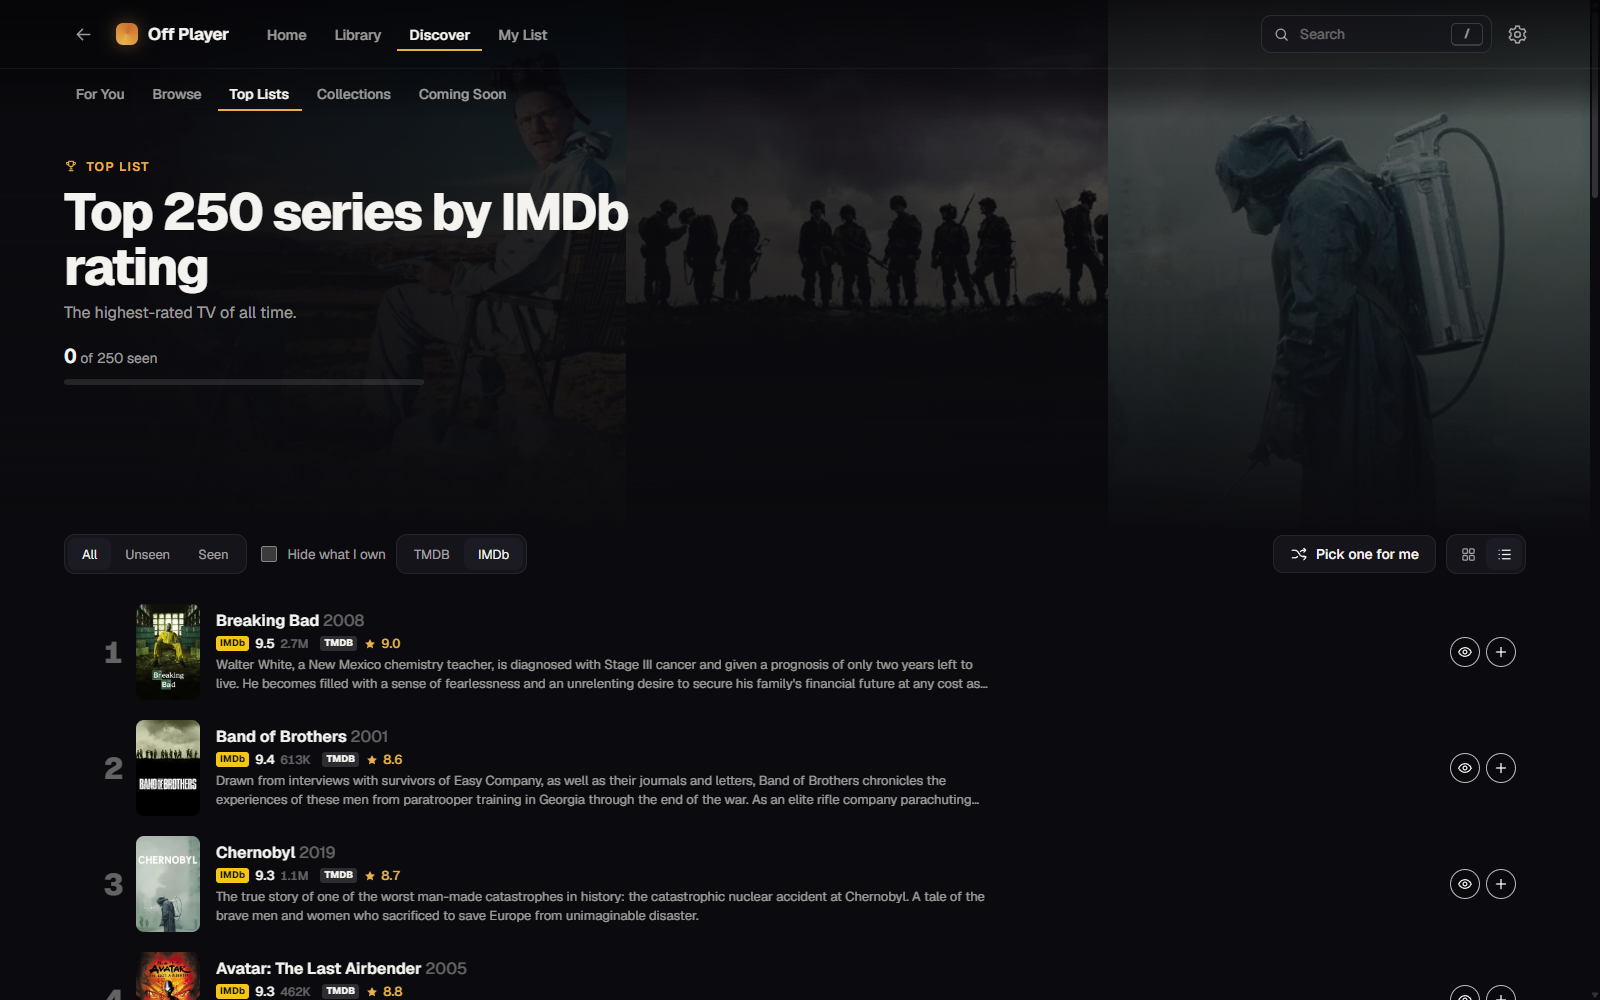 Off Player
Home
Library
Discover
My List
Search
/
For You
Browse
Top Lists
Collections
Coming Soon
TOP LIST
Top 250 series by IMDb
rating
The highest-rated TV of all time.
0 of 250 seen
All
Unseen
Seen
Hide what I own
TMDB
IMDb
Pick one for me
1
Breaking
Bad
Breaking Bad 2008
IMDb 9.5 2.7M TMDB ★ 9.0
Walter White, a New Mexico chemistry teacher, is diagnosed with Stage III cancer and given a prognosis of only two years left to
live. He becomes filled with a sense of fearlessness and an unrelenting desire to secure his family's financial future at any cost as…
2
BAND OF BROTHERS
Band of Brothers 2001
IMDb 9.4 613K TMDB ★ 8.6
Drawn from interviews with survivors of Easy Company, as well as their journals and letters, Band of Brothers chronicles the
experiences of these men from paratrooper training in Georgia through the end of the war. As an elite rifle company parachuting…
3
CHERNOBYL
Chernobyl 2019
IMDb 9.3 1.1M TMDB ★ 8.7
The true story of one of the worst man-made catastrophes in history: the catastrophic nuclear accident at Chernobyl. A tale of the
brave men and women who sacrificed to save Europe from unimaginable disaster.
4
AVATAR
THE LAST AIRBENDER
Avatar: The Last Airbender 2005
IMDb 9.3 462K TMDB ★ 8.8